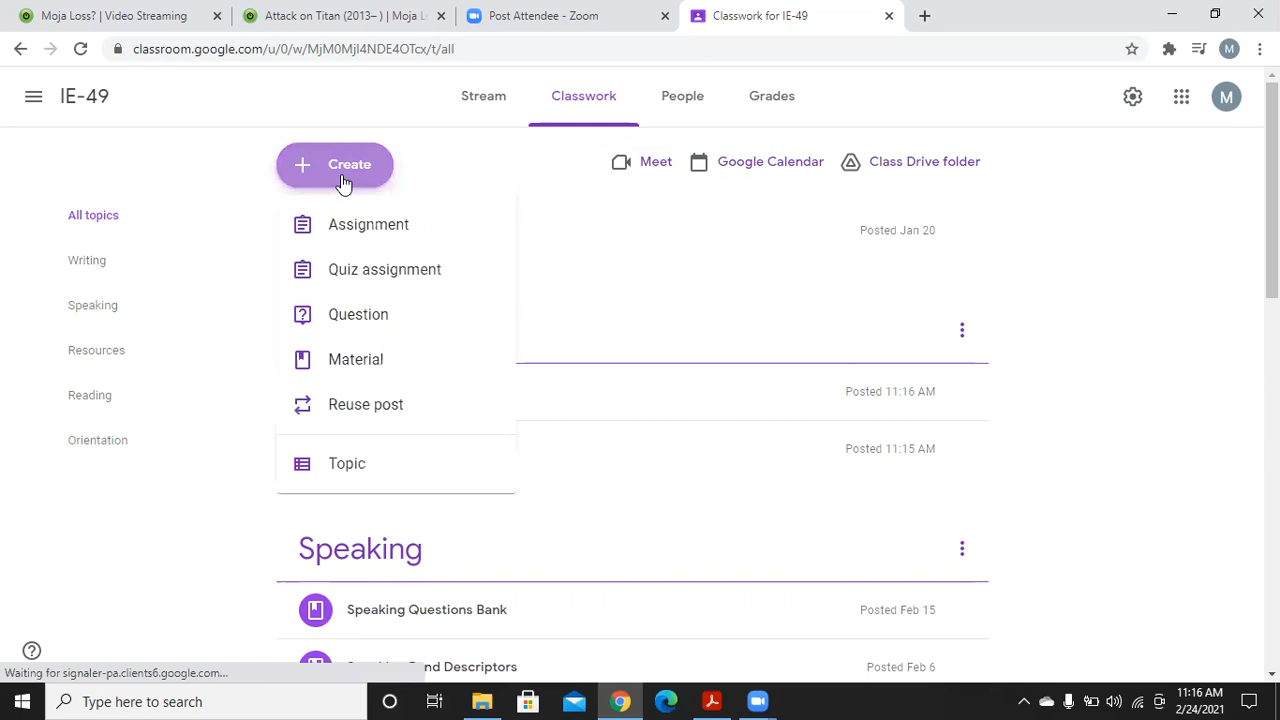 Moja Loss? | Video Streaming
Attack on Titan (2013– ) | Moja L
Post Attendee - Zoom
Classwork for IE-49
classroom.google.com/u/0/w/MjM0MjI4NDE4OTcx/t/all
M
IE-49
Stream
Classwork
People
Grades
M
Create
Meet
Google Calendar
Class Drive folder
All topics
Writing
Speaking
Resources
Reading
Orientation
Assignment
Quiz assignment
Question
Material
Reuse post
Topic
Posted Jan 20
Posted 11:16 AM
Posted 11:15 AM
Speaking
Speaking Questions Bank
Posted Feb 15
nd Descriptors
Posted Feb 6
Waiting for signaler-pa.clients6.google.com...
Type here to search
11:16 AM
2/24/2021